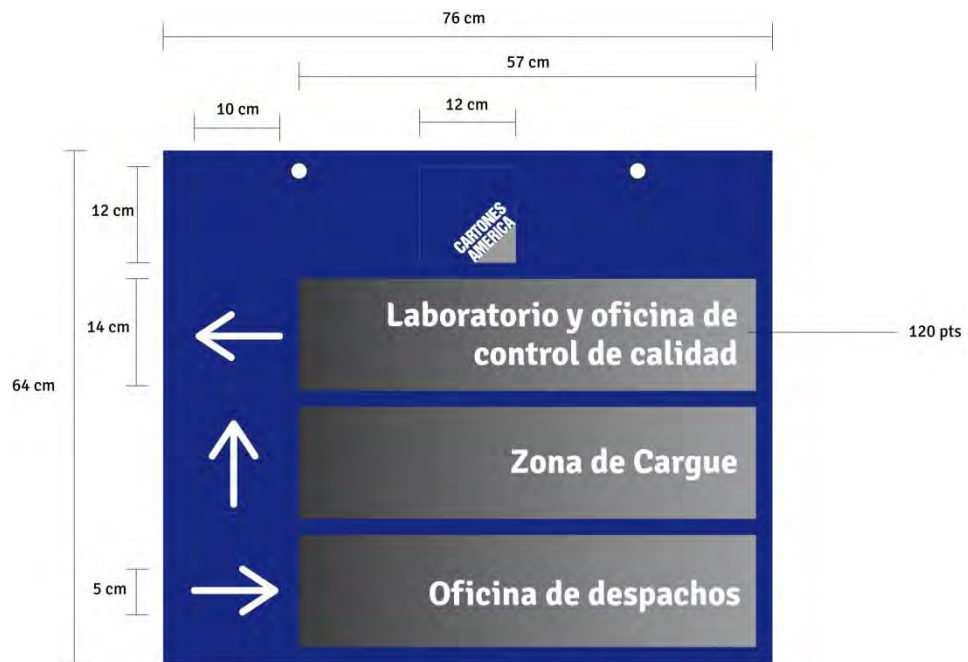 76 cm
57 cm
10 cm
12 cm
12 cm
CARTONES
AMERICA
14 cm
Laboratorio y oficina de
control de calidad
120 pts
64 cm
Zona de Cargue
5 cm
Oficina de despachos